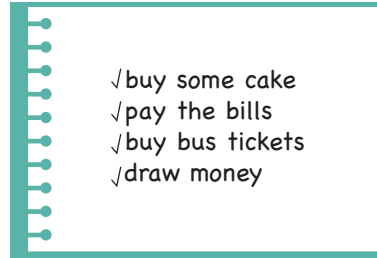 √buy some cake
√pay the bills
√buy bus tickets
√draw money